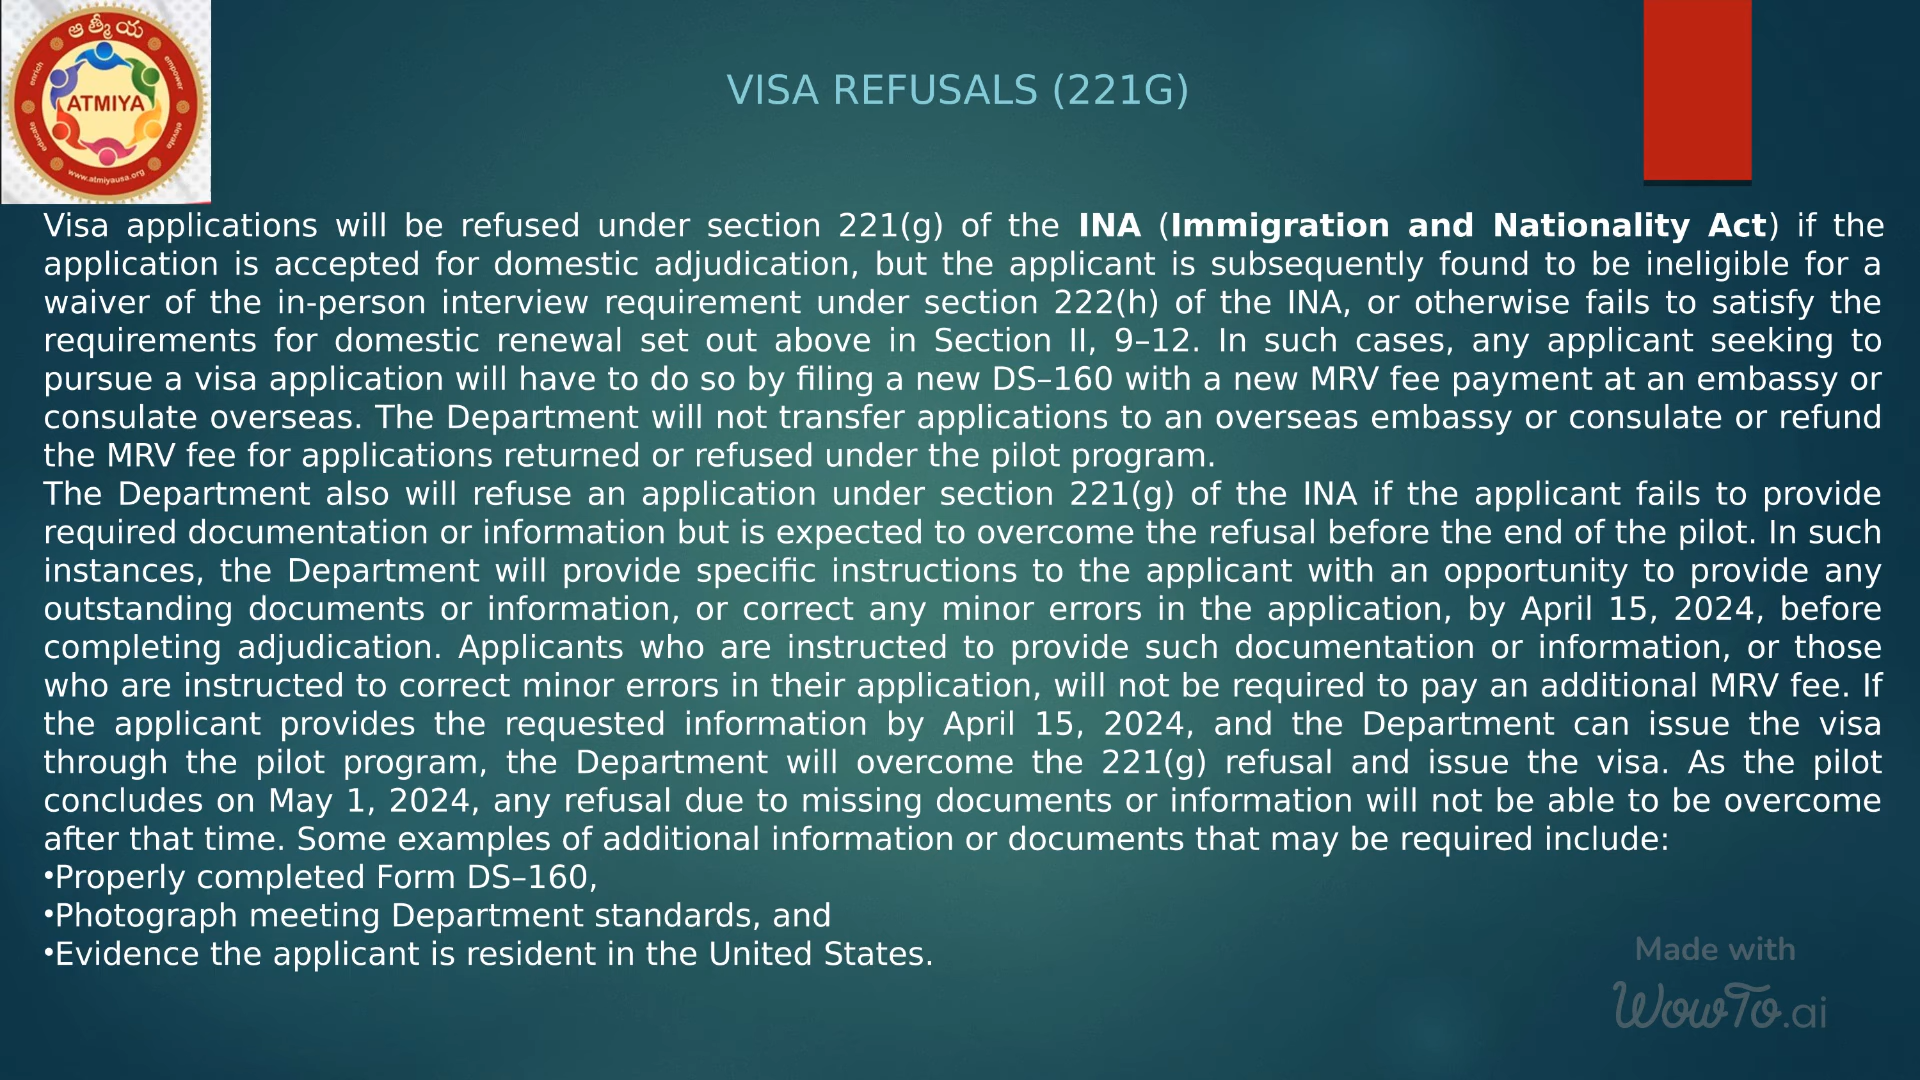 ఆత్మీయ
enrich
empower
ATMIYA
educate
elevate
www.atmiyausa.org
VISA REFUSALS (221G)
Visa applications will be refused under section 221(g) of the INA (Immigration and Nationality Act) if the
application is accepted for domestic adjudication, but the applicant is subsequently found to be ineligible for a
waiver of the in-person interview requirement under section 222(h) of the INA, or otherwise fails to satisfy the
requirements for domestic renewal set out above in Section II, 9–12. In such cases, any applicant seeking to
pursue a visa application will have to do so by filing a new DS–160 with a new MRV fee payment at an embassy or
consulate overseas. The Department will not transfer applications to an overseas embassy or consulate or refund
the MRV fee for applications returned or refused under the pilot program.
The Department also will refuse an application under section 221(g) of the INA if the applicant fails to provide
required documentation or information but is expected to overcome the refusal before the end of the pilot. In such
instances, the Department will provide specific instructions to the applicant with an opportunity to provide any
outstanding documents or information, or correct any minor errors in the application, by April 15, 2024, before
completing adjudication. Applicants who are instructed to provide such documentation or information, or those
who are instructed to correct minor errors in their application, will not be required to pay an additional MRV fee. If
the applicant provides the requested information by April 15, 2024, and the Department can issue the visa
through the pilot program, the Department will overcome the 221(g) refusal and issue the visa. As the pilot
concludes on May 1, 2024, any refusal due to missing documents or information will not be able to be overcome
after that time. Some examples of additional information or documents that may be required include:
•Properly completed Form DS–160,
•Photograph meeting Department standards, and
•Evidence the applicant is resident in the United States.
Made with
WowTo.ai